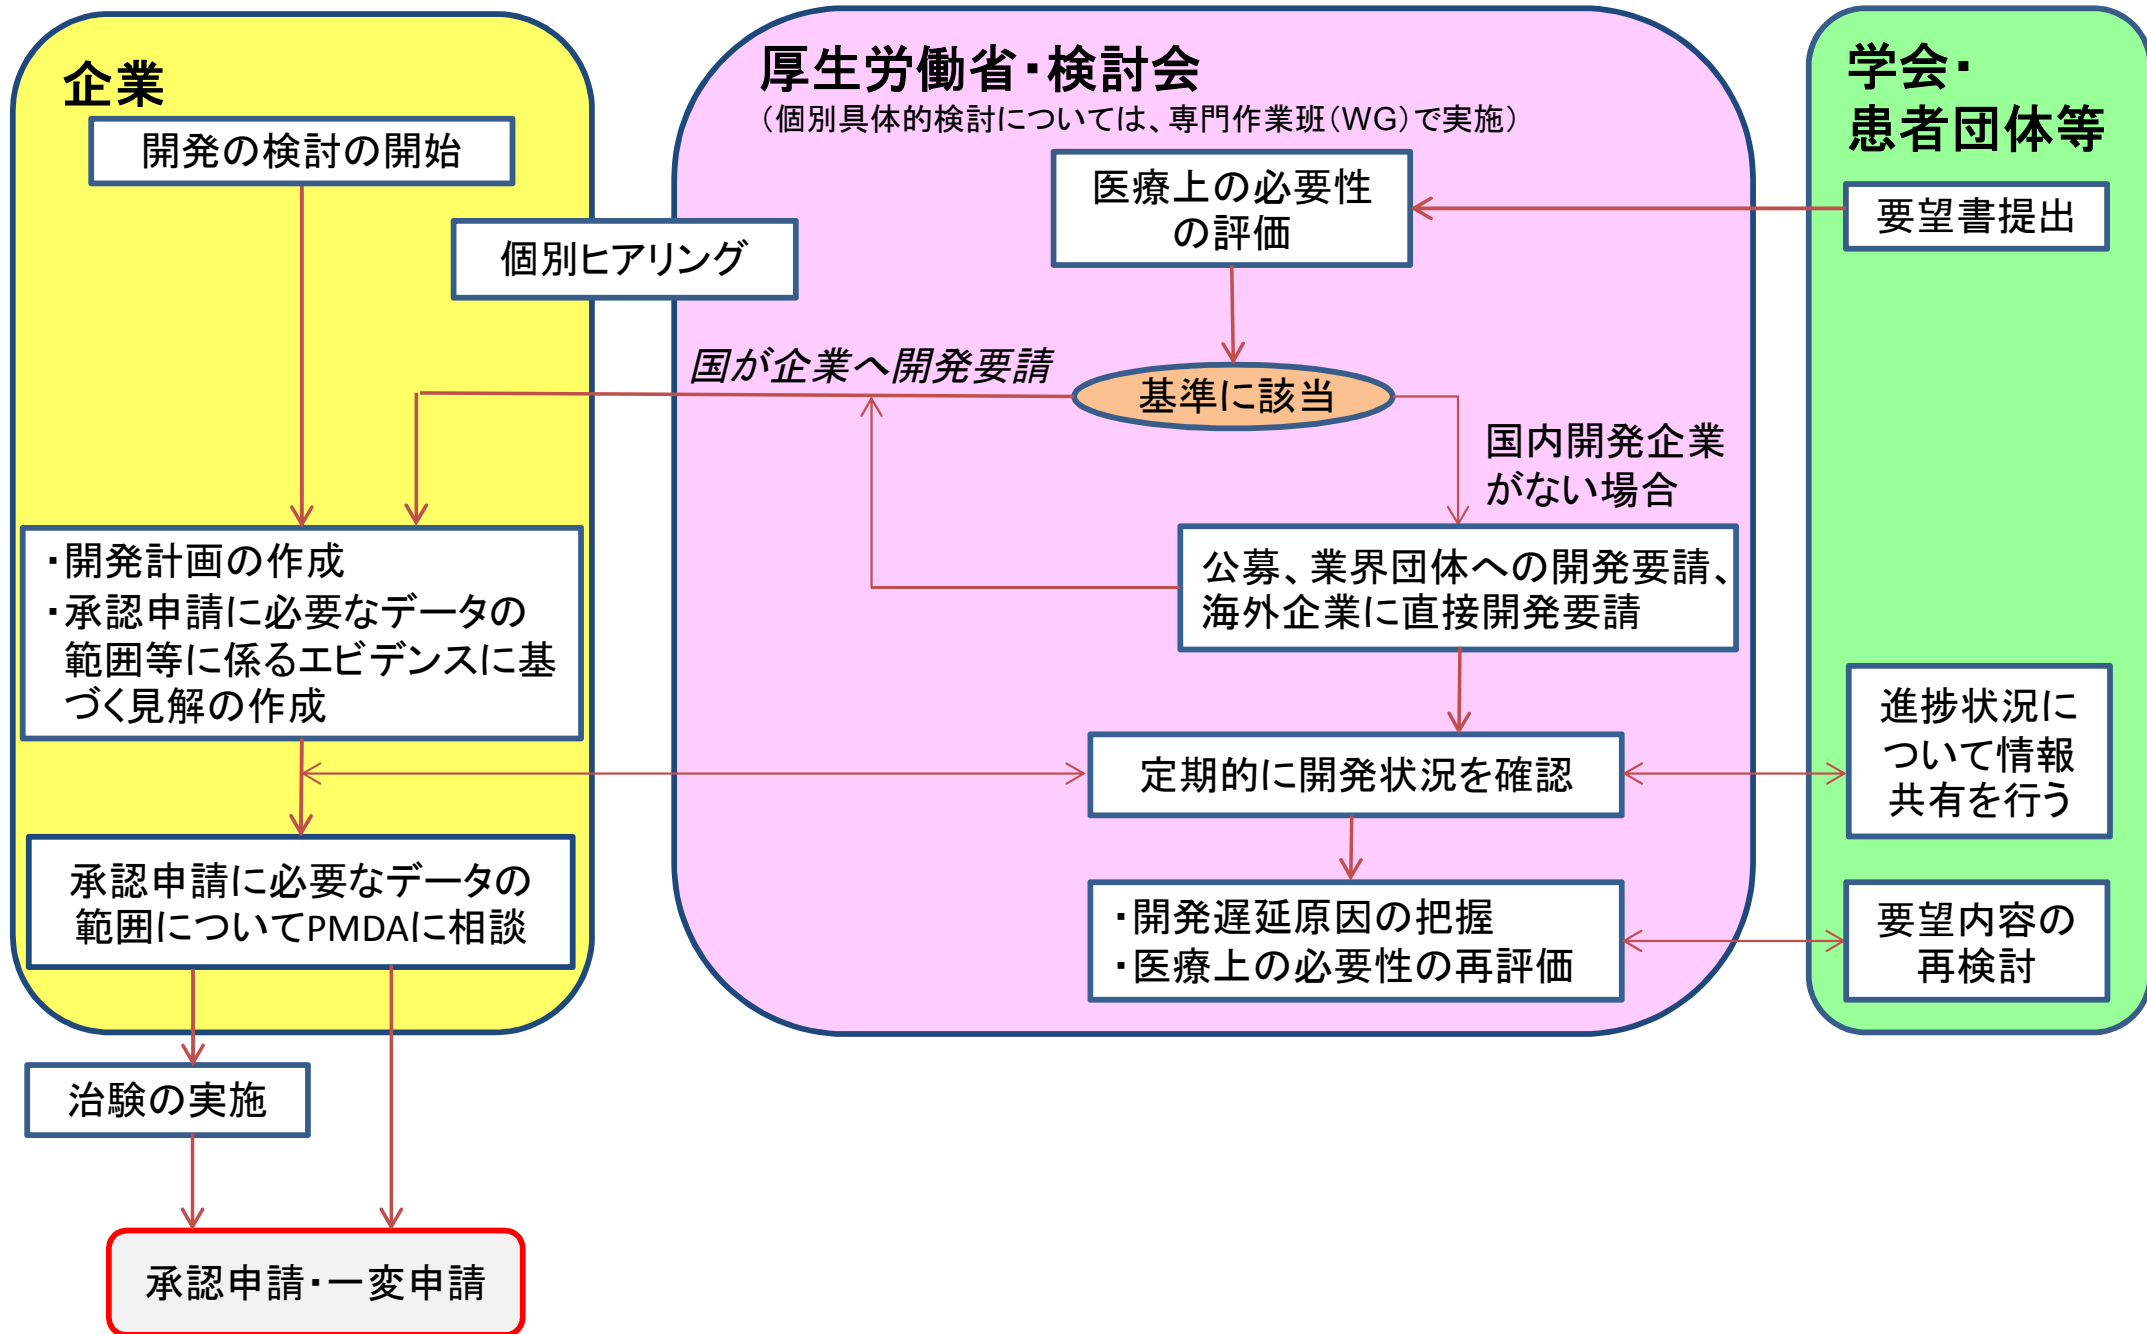 企業
開発の検討の開始
個別ヒアリング
・開発計画の作成
・承認申請に必要なデータの
範囲等に係るエビデンスに基
づく見解の作成
承認申請に必要なデータの
範囲についてPMDAに相談
治験の実施
承認申請・一変申請
厚生労働省・検討会
（個別具体的検討については、専門作業班（WG）で実施）
医療上の必要性
の評価
国が企業へ開発要請
基準に該当
国内開発企業
がない場合
公募、業界団体への開発要請、
海外企業に直接開発要請
定期的に開発状況を確認
・開発遅延原因の把握
・医療上の必要性の再評価
学会・
患者団体等
要望書提出
進捗状況に
ついて情報
共有を行う
要望内容の
再検討